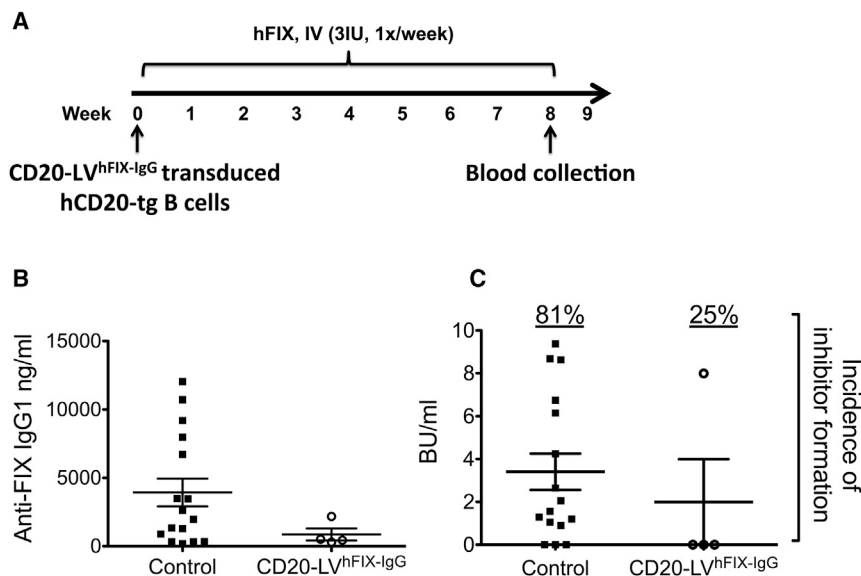 A
hFIX, IV (3IU, 1x/week)
Week 0 1 2 3 4 5 6 7 8 9
CD20-LVhFIX-IgG transduced
hCD20-tg B cells
Blood collection
B
Anti-FIX IgG1 ng/ml
15000
10000
5000
0
Control
CD20-LVhFIX-IgG
C
81%
25%
BU/ml
10
8
6
4
2
0
Control
CD20-LVhFIX-IgG
Incidence of
inhibitor formation